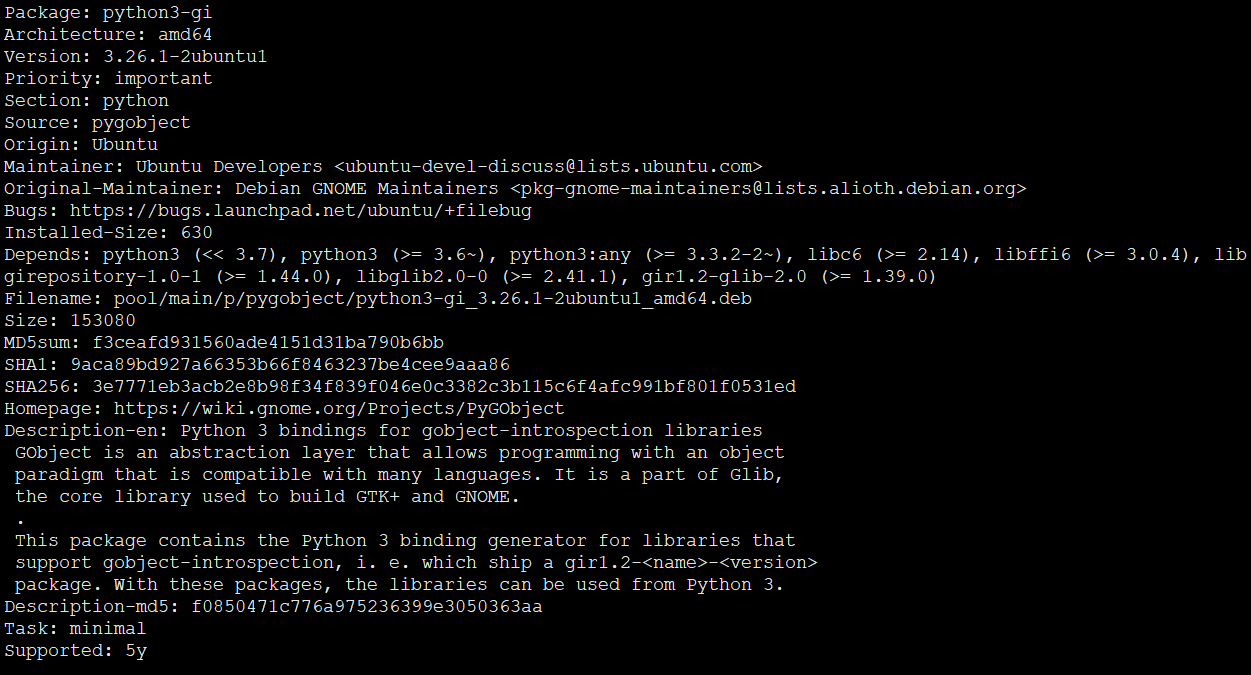 Package: python3-gi
Architecture: amd64
Version: 3.26.1-2ubuntu1
Priority: important
Section: python
Source: pygobject
Origin: Ubuntu
Maintainer: Ubuntu Developers <ubuntu-devel-discuss@lists.ubuntu.com>
Original-Maintainer: Debian GNOME Maintainers <pkg-gnome-maintainers@lists.alioth.debian.org>
Bugs: https://bugs.launchpad.net/ubuntu/+filebug
Installed-Size: 630
Depends: python3 (<< 3.7), python3 (>= 3.6~), python3:any (>= 3.3.2-2~), libc6 (>= 2.14), libffi6 (>= 3.0.4), lib
girepository-1.0-1 (>= 1.44.0), libglib2.0-0 (>= 2.41.1), gir1.2-glib-2.0 (>= 1.39.0)
Filename: pool/main/p/pygobject/python3-gi_3.26.1-2ubuntu1_amd64.deb
Size: 153080
MD5sum: f3ceafd931560ade4151d31ba790b6bb
SHA1: 9aca89bd927a66353b66f8463237be4cee9aaa86
SHA256: 3e7771eb3acb2e8b98f34f839f046e0c3382c3b115c6f4afc991bf801f0531ed
Homepage: https://wiki.gnome.org/Projects/PyGObject
Description-en: Python 3 bindings for gobject-introspection libraries
 GObject is an abstraction layer that allows programming with an object
 paradigm that is compatible with many languages. It is a part of Glib,
 the core library used to build GTK+ and GNOME.
 .
 This package contains the Python 3 binding generator for libraries that
 support gobject-introspection, i. e. which ship a gir1.2-<name>-<version>
 package. With these packages, the libraries can be used from Python 3.
Description-md5: f0850471c776a975236399e3050363aa
Task: minimal
Supported: 5y